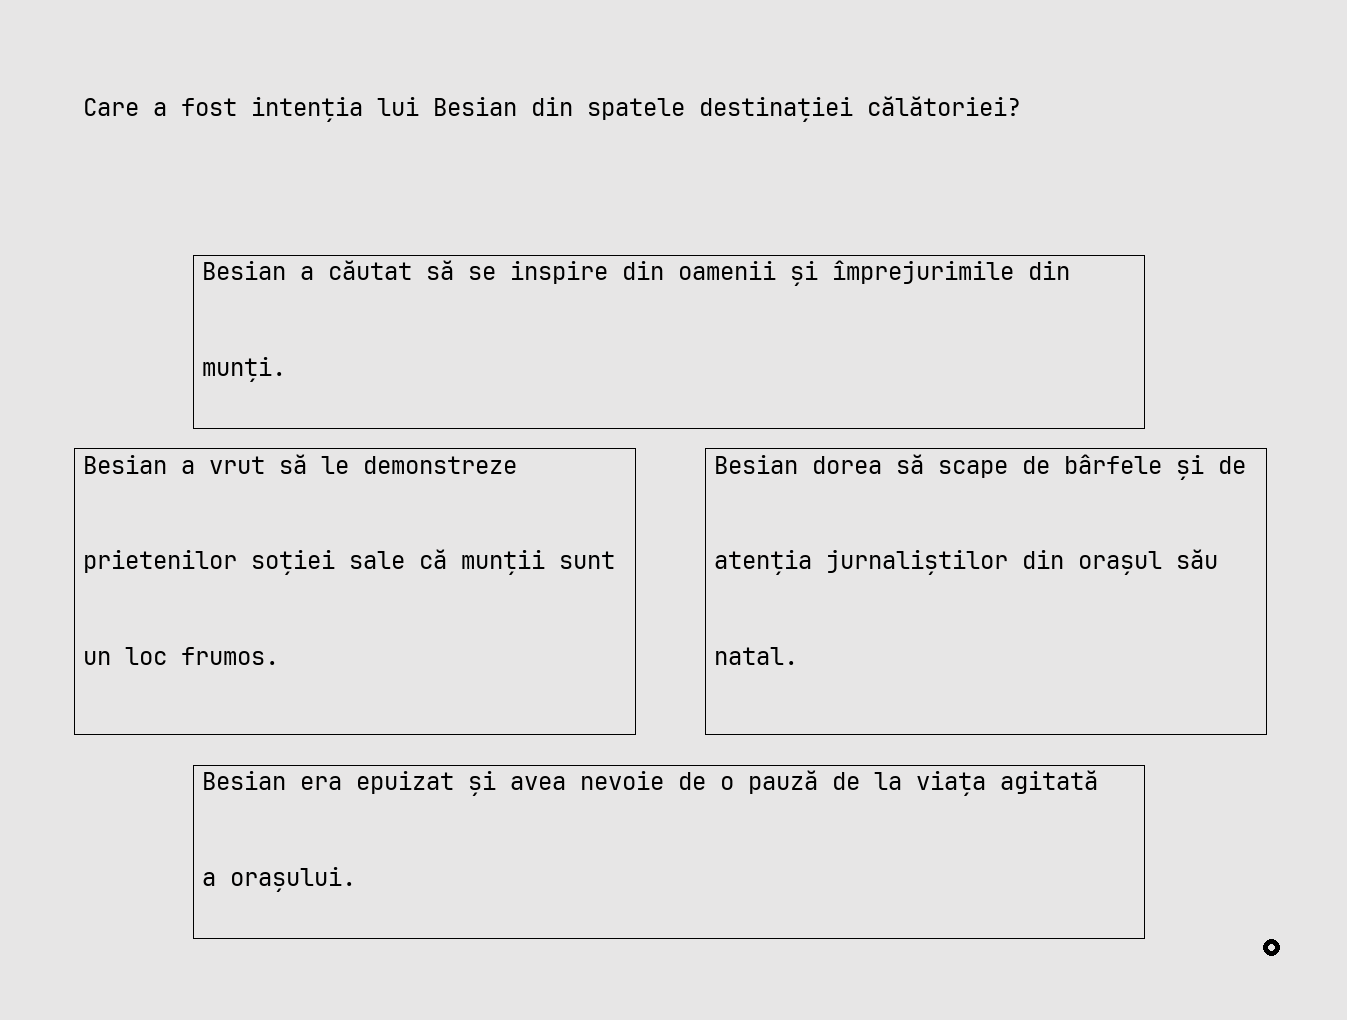 Care a fost intenția lui Besian din spatele destinației călătoriei?
Besian a căutat să se inspire din oamenii și împrejurimile din
munți.
Besian a vrut să le demonstreze
prietenilor soției sale că munții sunt
un loc frumos.
Besian dorea să scape de bârfele și de
atenția jurnaliștilor din orașul său
natal.
Besian era epuizat și avea nevoie de o pauză de la viața agitată
a orașului.